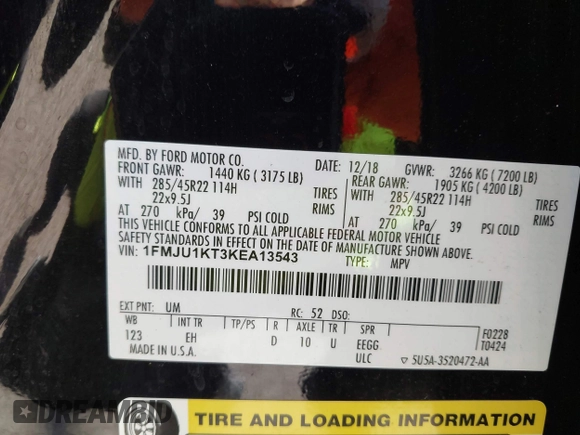 MFD. BY FORD MOTOR CO.
DATE: 12/18 GVWR: 3266 KG ( 7200 LB)
FRONT GAWR: 1440 KG ( 3175 LB) REAR GAWR: 1905 KG ( 4200 LB)
WITH 285/45R22 114H TIRES WITH 285/45R22 114H TIRES
22x9.5J RIMS 22x9.5J RIMS
AT 270 kPa/ 39 PSI COLD AT 270 kPa/ 39 PSI COLD
THIS VEHICLE CONFORMS TO ALL APPLICABLE FEDERAL MOTOR VEHICLE
SAFETY STANDARDS IN EFFECT ON THE DATE OF MANUFACTURE SHOWN ABOVE.
VIN: 1FMJU1KT3KEA13543 TYPE: MPV
EXT PNT: UM RC: 52 DSO:
WB INT TR TP/PS R AXLE TR SPR F0228
123 EH D 10 U EEGG T0424
MADE IN U.S.A. ULC 5U5A-3520472-AA
TIRE AND LOADING INFORMATION
DREAMBID